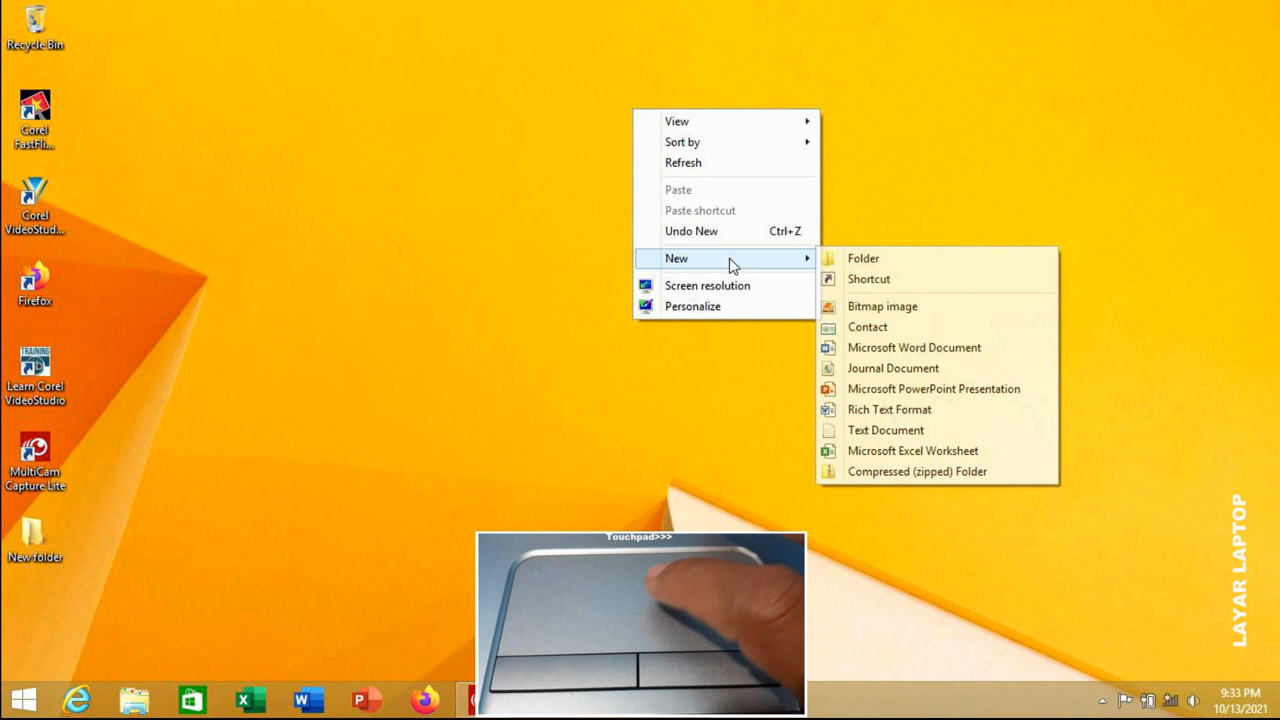 Recycle Bin
Corel
FastFli...
Corel
VideoStud...
Firefox
TRAINING
Learn Corel
VideoStudio
MultiCam
Capture Lite
New folder
View
Sort by
Refresh
Paste
Paste shortcut
Undo New Ctrl+Z
New
Screen resolution
Personalize
Folder
Shortcut
Bitmap image
Contact
Microsoft Word Document
Journal Document
Microsoft PowerPoint Presentation
Rich Text Format
Text Document
Microsoft Excel Worksheet
Compressed (zipped) Folder
Touchpad>>>
LAYAR LAPTOP
9:33 PM
10/13/2021